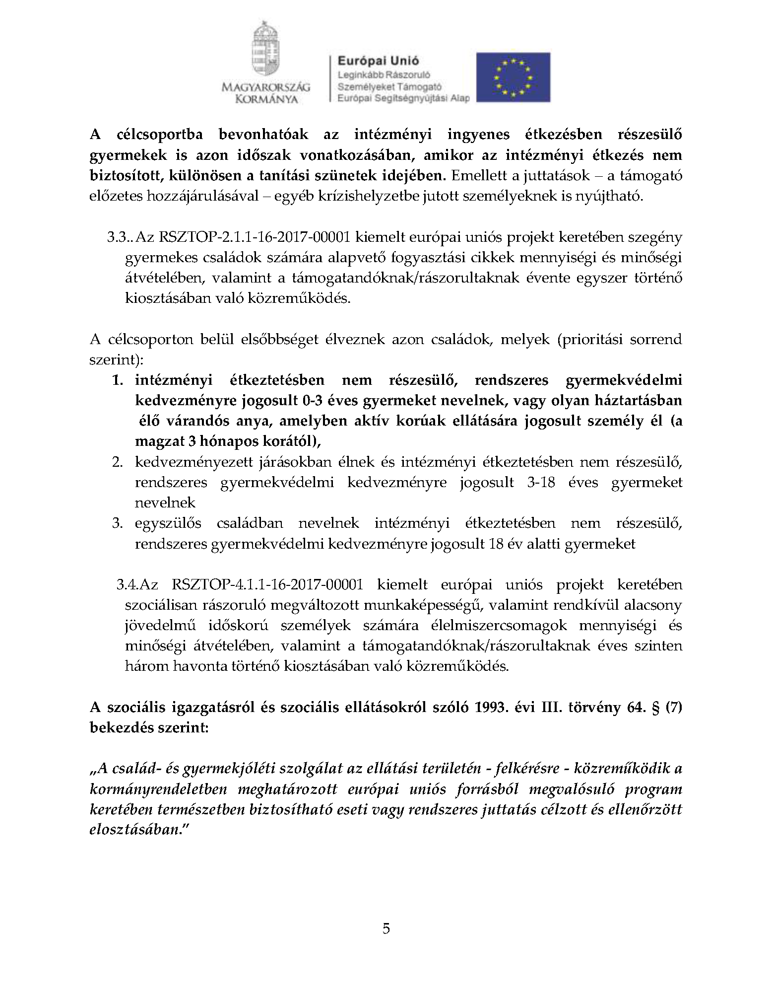 MAGYARORSZÁG
KORMÁNYA
Európai Unió
Leginkább Rászoruló
Személyeket Támogató
Európai Segítségnyújtási Alap
A célcsoportba bevonhatóak az intézményi ingyenes étkezésben részesülő
gyermekek is azon időszak vonatkozásában, amikor az intézményi étkezés nem
biztosított, különösen a tanítási szünetek idejében. Emellett a juttatások – a támogató
előzetes hozzájárulásával – egyéb krízishelyzetbe jutott személyeknek is nyújtható.
3.3.. Az RSZTOP-2.1.1-16-2017-00001 kiemelt európai uniós projekt keretében szegény
gyermekes családok számára alapvető fogyasztási cikkek mennyiségi és minőségi
átvételében, valamint a támogatandóknak/rászorultaknak évente egyszer történő
kiosztásában való közreműködés.
A célcsoporton belül elsőbbséget élveznek azon családok, melyek (prioritási sorrend
szerint):
1. intézményi étkeztetésben nem részesülő, rendszeres gyermekvédelmi
kedvezményre jogosult 0-3 éves gyermeket nevelnek, vagy olyan háztartásban
élő várandós anya, amelyben aktív korúak ellátására jogosult személy él (a
magzat 3 hónapos korától),
2. kedvezményezett járásokban élnek és intézményi étkeztetésben nem részesülő,
rendszeres gyermekvédelmi kedvezményre jogosult 3-18 éves gyermeket
nevelnek
3. egyszülős családban nevelnek intézményi étkeztetésben nem részesülő,
rendszeres gyermekvédelmi kedvezményre jogosult 18 év alatti gyermeket
3.4.Az RSZTOP-4.1.1-16-2017-00001 kiemelt európai uniós projekt keretében
szociálisan rászoruló megváltozott munkaképességű, valamint rendkívül alacsony
jövedelmű időskorú személyek számára élelmiszercsomagok mennyiségi és
minőségi átvételében, valamint a támogatandóknak/rászorultaknak éves szinten
három havonta történő kiosztásában való közreműködés.
A szociális igazgatásról és szociális ellátásokról szóló 1993. évi III. törvény 64. § (7)
bekezdés szerint:
„A család- és gyermekjóléti szolgálat az ellátási területén - felkérésre - közreműködik a
kormányrendeletben meghatározott európai uniós forrásból megvalósuló program
keretében természetben biztosítható eseti vagy rendszeres juttatás célzott és ellenőrzött
elosztásában.”
5